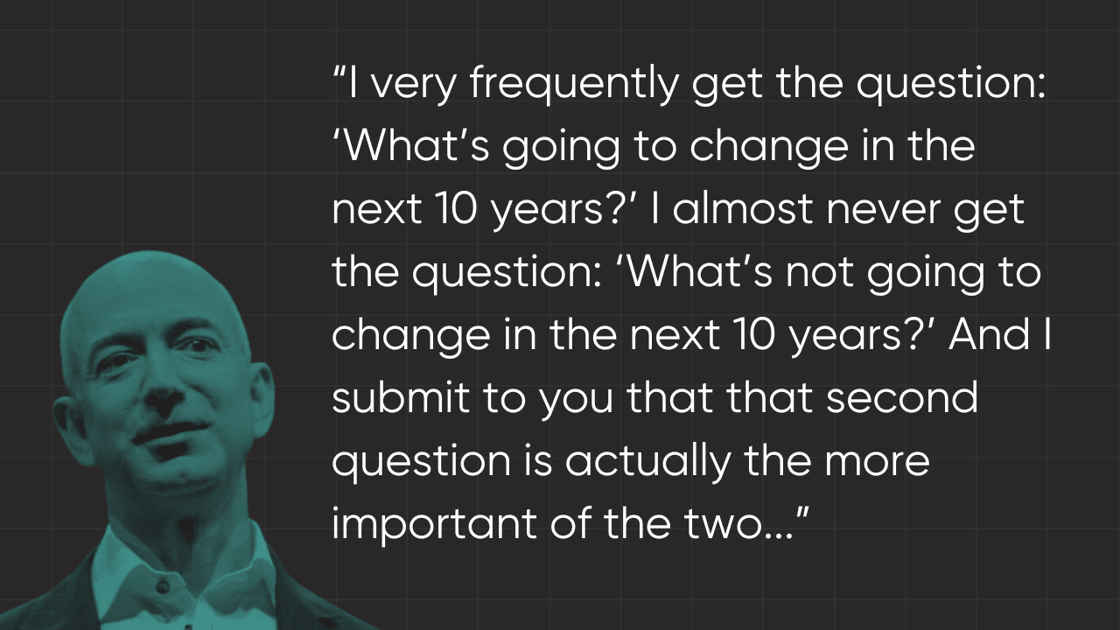 “I very frequently get the question:
‘What’s going to change in the
next 10 years?’ I almost never get
the question: ‘What’s not going to
change in the next 10 years?’ And I
submit to you that that second
question is actually the more
important of the two...”